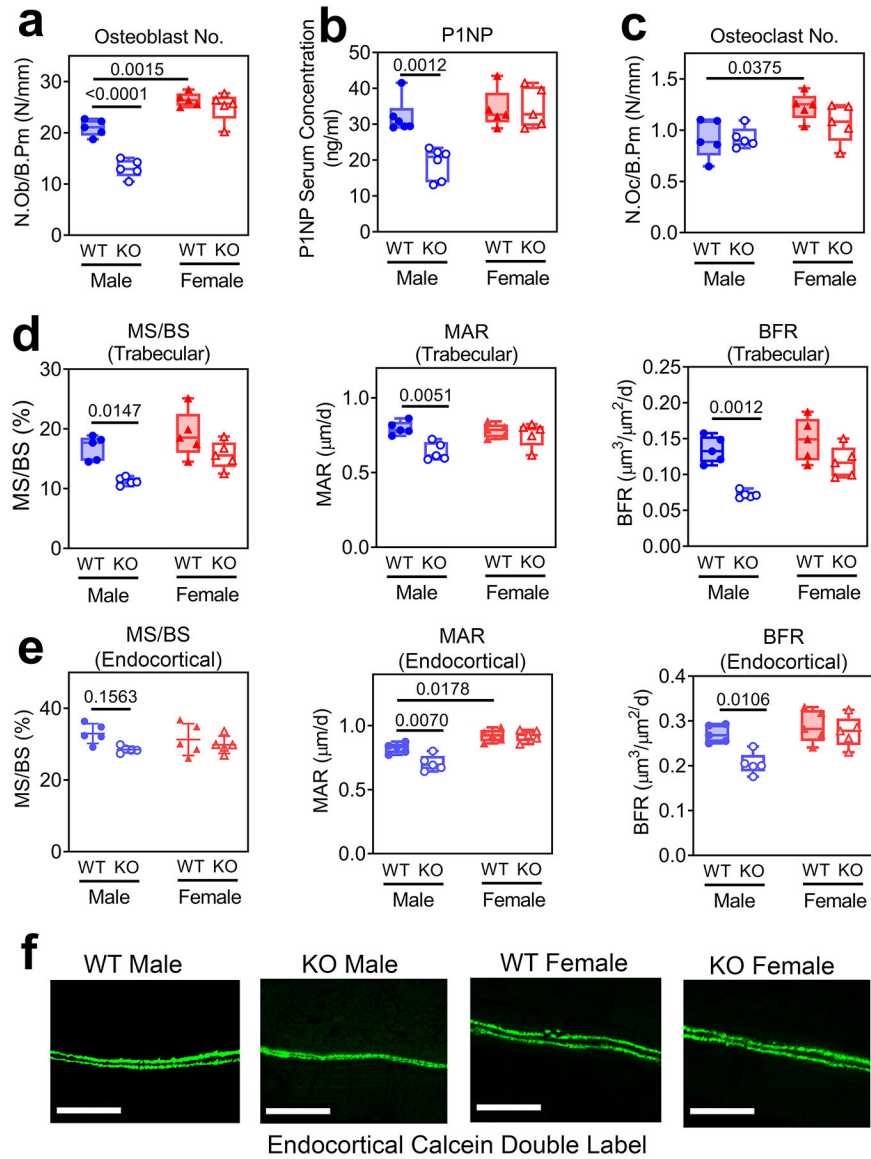 a
Osteoblast No.
N.Ob/B.Pm (N/mm)
30
20
10
0
0.0015
<0.0001
WT KO WT KO
Male Female
b
P1NP
P1NP Serum Concentration
(ng/ml)
50
40
30
20
10
0
0.0012
WT KO WT KO
Male Female
c
Osteoclast No.
N.Oc/B.Pm (N/mm)
1.5
1.0
0.5
0.0
0.0375
WT KO WT KO
Male Female
d
MS/BS
(Trabecular)
MS/BS (%)
30
20
10
0
0.0147
WT KO WT KO
Male Female
MAR
(Trabecular)
MAR (μm/d)
1.0
0.5
0.0
0.0051
WT KO WT KO
Male Female
BFR
(Trabecular)
BFR (μm³/μm²/d)
0.25
0.20
0.15
0.10
0.05
0.00
0.0012
WT KO WT KO
Male Female
e
MS/BS
(Endocortical)
MS/BS (%)
40
20
0
0.1563
WT KO WT KO
Male Female
MAR
(Endocortical)
MAR (μm/d)
1.0
0.5
0.0
0.0178
0.0070
WT KO WT KO
Male Female
BFR
(Endocortical)
BFR (μm³/μm²/d)
0.4
0.3
0.2
0.1
0.0
0.0106
WT KO WT KO
Male Female
f
WT Male
KO Male
WT Female
KO Female
Endocortical Calcein Double Label